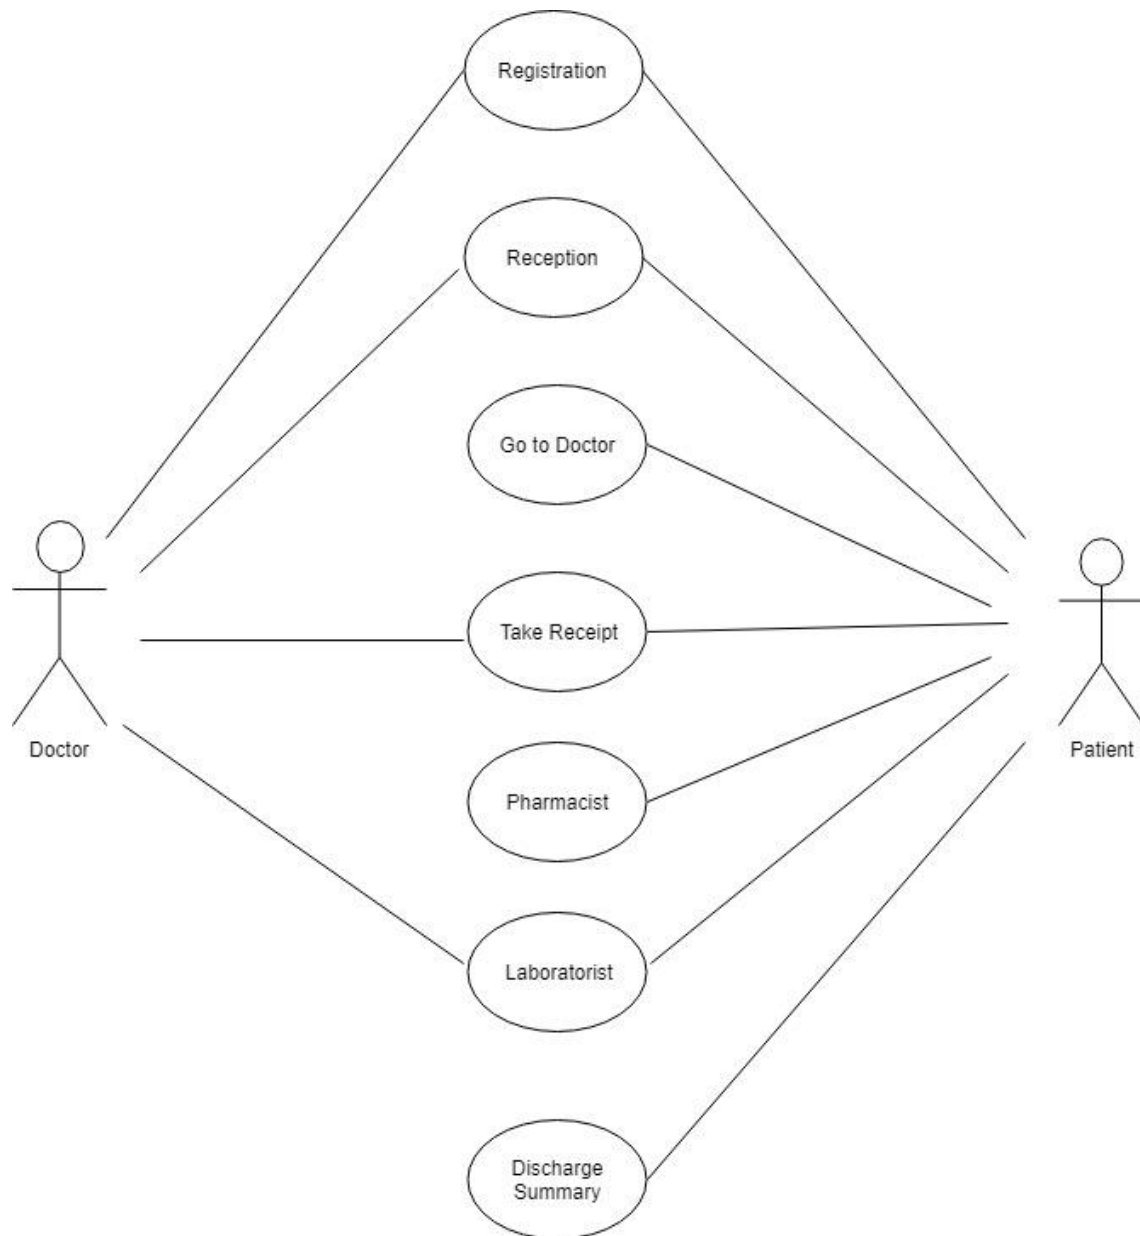 Registration
Reception
Go to Doctor
Take Receipt
Doctor
Patient
Pharmacist
Laboratorist
Discharge
Summary